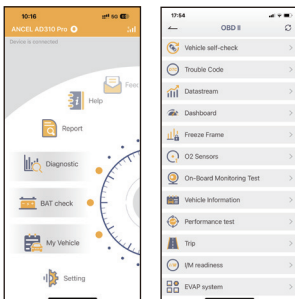 10:16
ANCEL AD310 Pro
Device is connected
Feed
Help
Report
Diagnostic
BAT check
My Vehicle
Setting
17:54
OBD II
Vehicle self-check
Trouble Code
Datastream
Dashboard
Freeze Frame
O2 Sensors
On-Board Monitoring Test
Vehicle Information
Performance test
Trip
I/M readiness
EVAP system